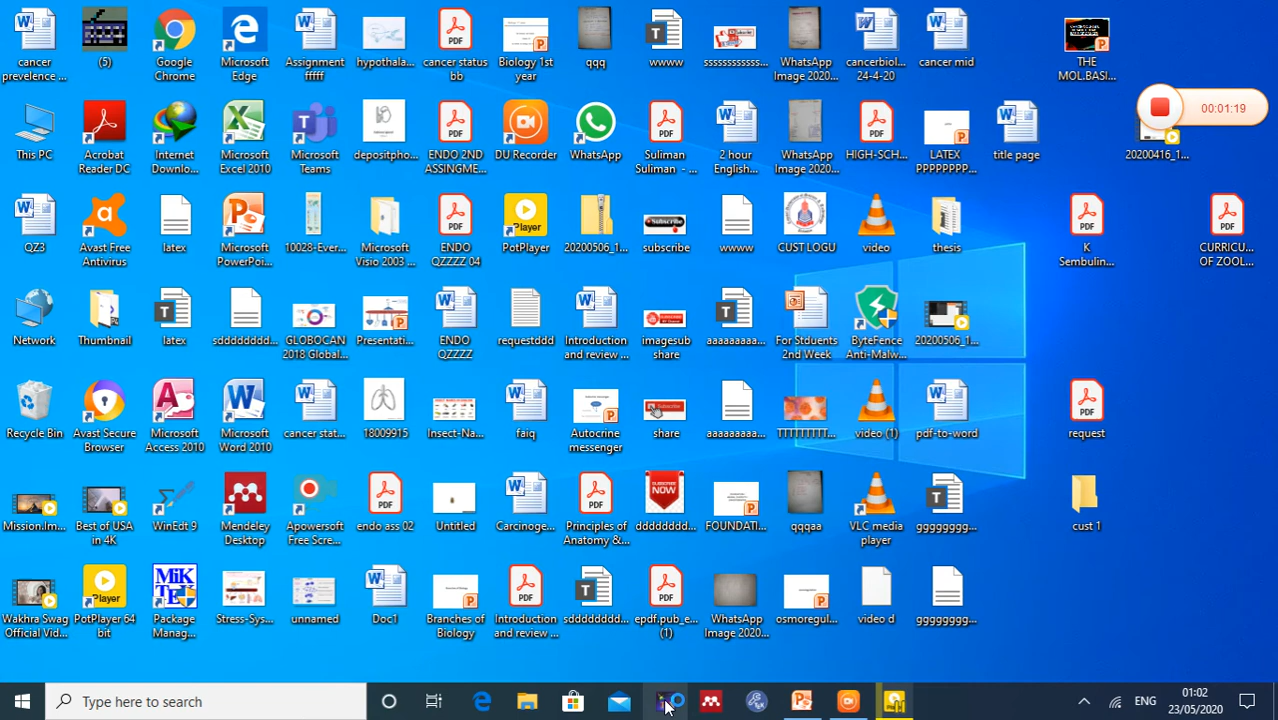 cancer prevelence ...
(5)
Google Chrome
Microsoft Edge
Assignment ffffff
hypothala...
cancer status bb
Biology 1st year
qqq
wwww
ssssssssssss...
WhatsApp Image 2020...
cancerbiol... 24-4-20
cancer mid
THE MOL.BASI...
00:01:19
This PC
Acrobat Reader DC
Internet Downlo...
Microsoft Excel 2010
Microsoft Teams
depositpho...
ENDO 2ND ASSINGME...
DU Recorder
WhatsApp
Suliman Suliman - ...
2 hour English...
WhatsApp Image 2020...
HIGH-SCH...
LATEX PPPPPPPP...
title page
20200416_1...
QZ3
Avast Free Antivirus
latex
Microsoft PowerPoi...
10028-Ever...
Microsoft Visio 2003 ...
ENDO QZZZZ 04
PotPlayer
20200506_1...
subscribe
wwww
CUST LOGU
video
thesis
K Sembulin...
CURRICU... OF ZOOL...
Network
Thumbnail
latex
sdddddddd...
GLOBOCAN 2018 Global...
Presentati...
ENDO QZZZZ
requestddd
Introduction and review ...
imagesub share
aaaaaaaa...
For Stduents 2nd Week
ByteFence Anti-Malw...
20200506_1...
Recycle Bin
Avast Secure Browser
Microsoft Access 2010
Microsoft Word 2010
cancer stat...
18009915
Insect-Na...
faiq
Autocrine messenger
share
aaaaaaaaa...
TTTTTTTTT...
video (1)
pdf-to-word
request
Mission.Im...
Best of USA in 4K
WinEdt 9
Mendeley Desktop
Apowersoft Free Scre...
endo ass 02
Untitled
Carcinoge...
Principles of Anatomy &...
dddddddd...
FOUNDATI...
qqqaa
VLC media player
gggggggg...
cust 1
Wakhra Swag Official Vid...
PotPlayer 64 bit
Package Manag...
Stress-Sys...
unnamed
Doc1
Branches of Biology
Introduction and review ...
sdddddddd...
epdf.pub_e... (1)
WhatsApp Image 2020...
osmoregul...
video d
gggggggg...
Type here to search
ENG
01:02
23/05/2020